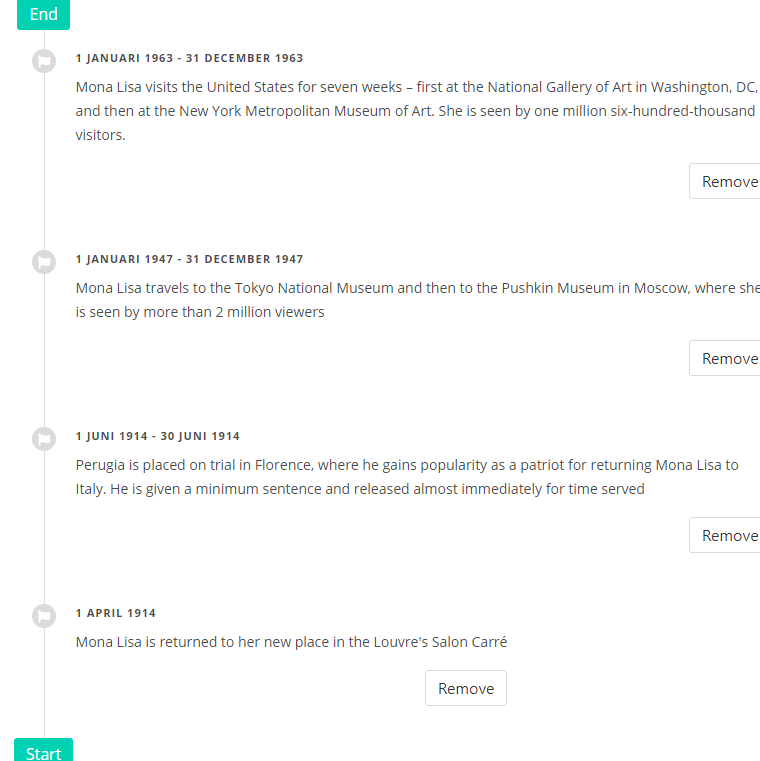 End
1 JANUARI 1963 - 31 DECEMBER 1963
Mona Lisa visits the United States for seven weeks – first at the National Gallery of Art in Washington, DC,
and then at the New York Metropolitan Museum of Art. She is seen by one million six-hundred-thousand
visitors.
Remove
1 JANUARI 1947 - 31 DECEMBER 1947
Mona Lisa travels to the Tokyo National Museum and then to the Pushkin Museum in Moscow, where she
is seen by more than 2 million viewers
Remove
1 JUNI 1914 - 30 JUNI 1914
Perugia is placed on trial in Florence, where he gains popularity as a patriot for returning Mona Lisa to
Italy. He is given a minimum sentence and released almost immediately for time served
Remove
1 APRIL 1914
Mona Lisa is returned to her new place in the Louvre's Salon Carré
Remove
Start